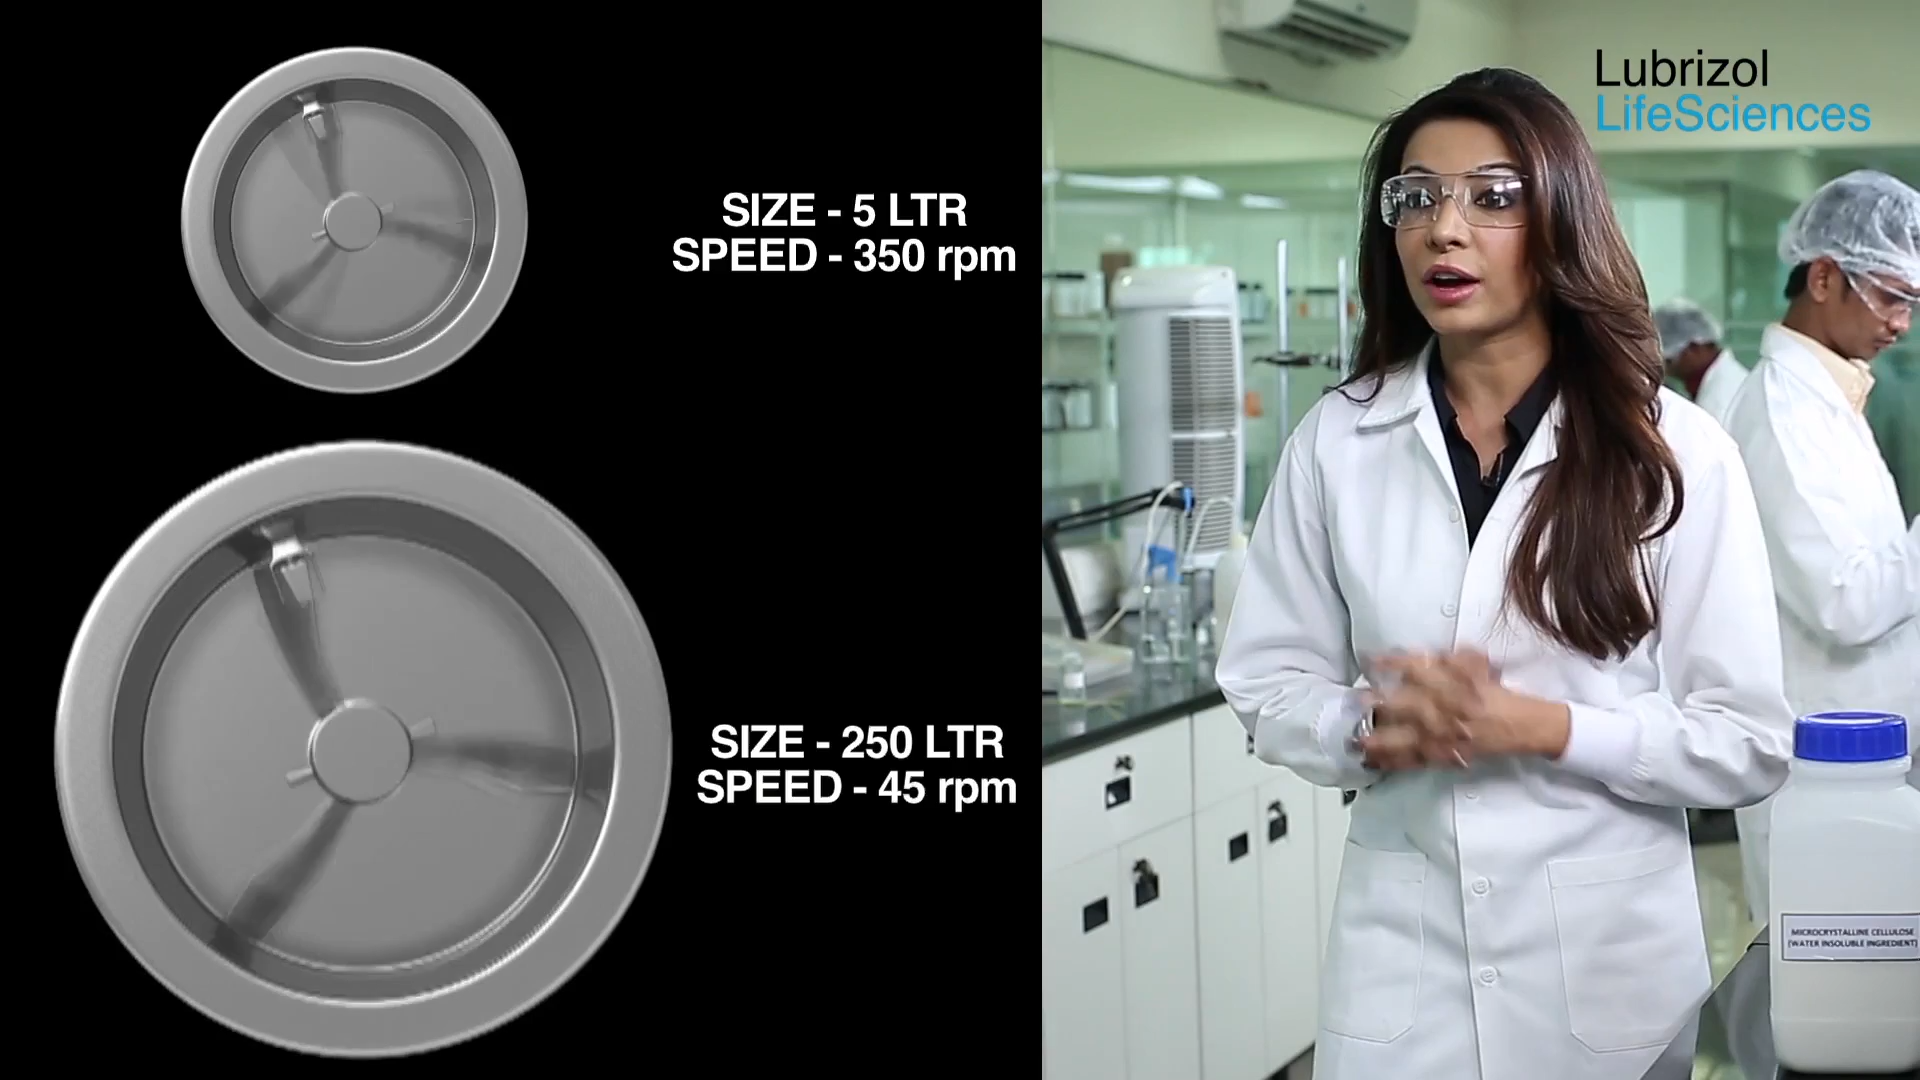 SIZE - 5 LTR
SPEED - 350 rpm
SIZE - 250 LTR
SPEED - 45 rpm
Lubrizol
LifeSciences
MICROCRYSTALLINE CELLULOSE
(WATER INSOLUBLE INGREDIENT)